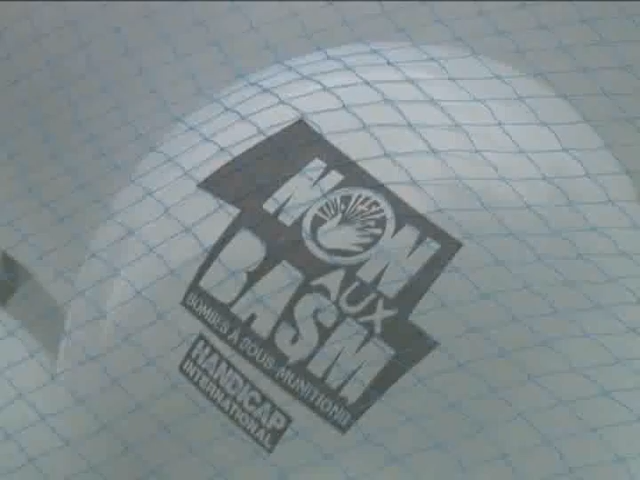 NON
AUX
BASM
BOMBES À SOUS-MUNITIONS
HANDICAP
INTERNATIONAL